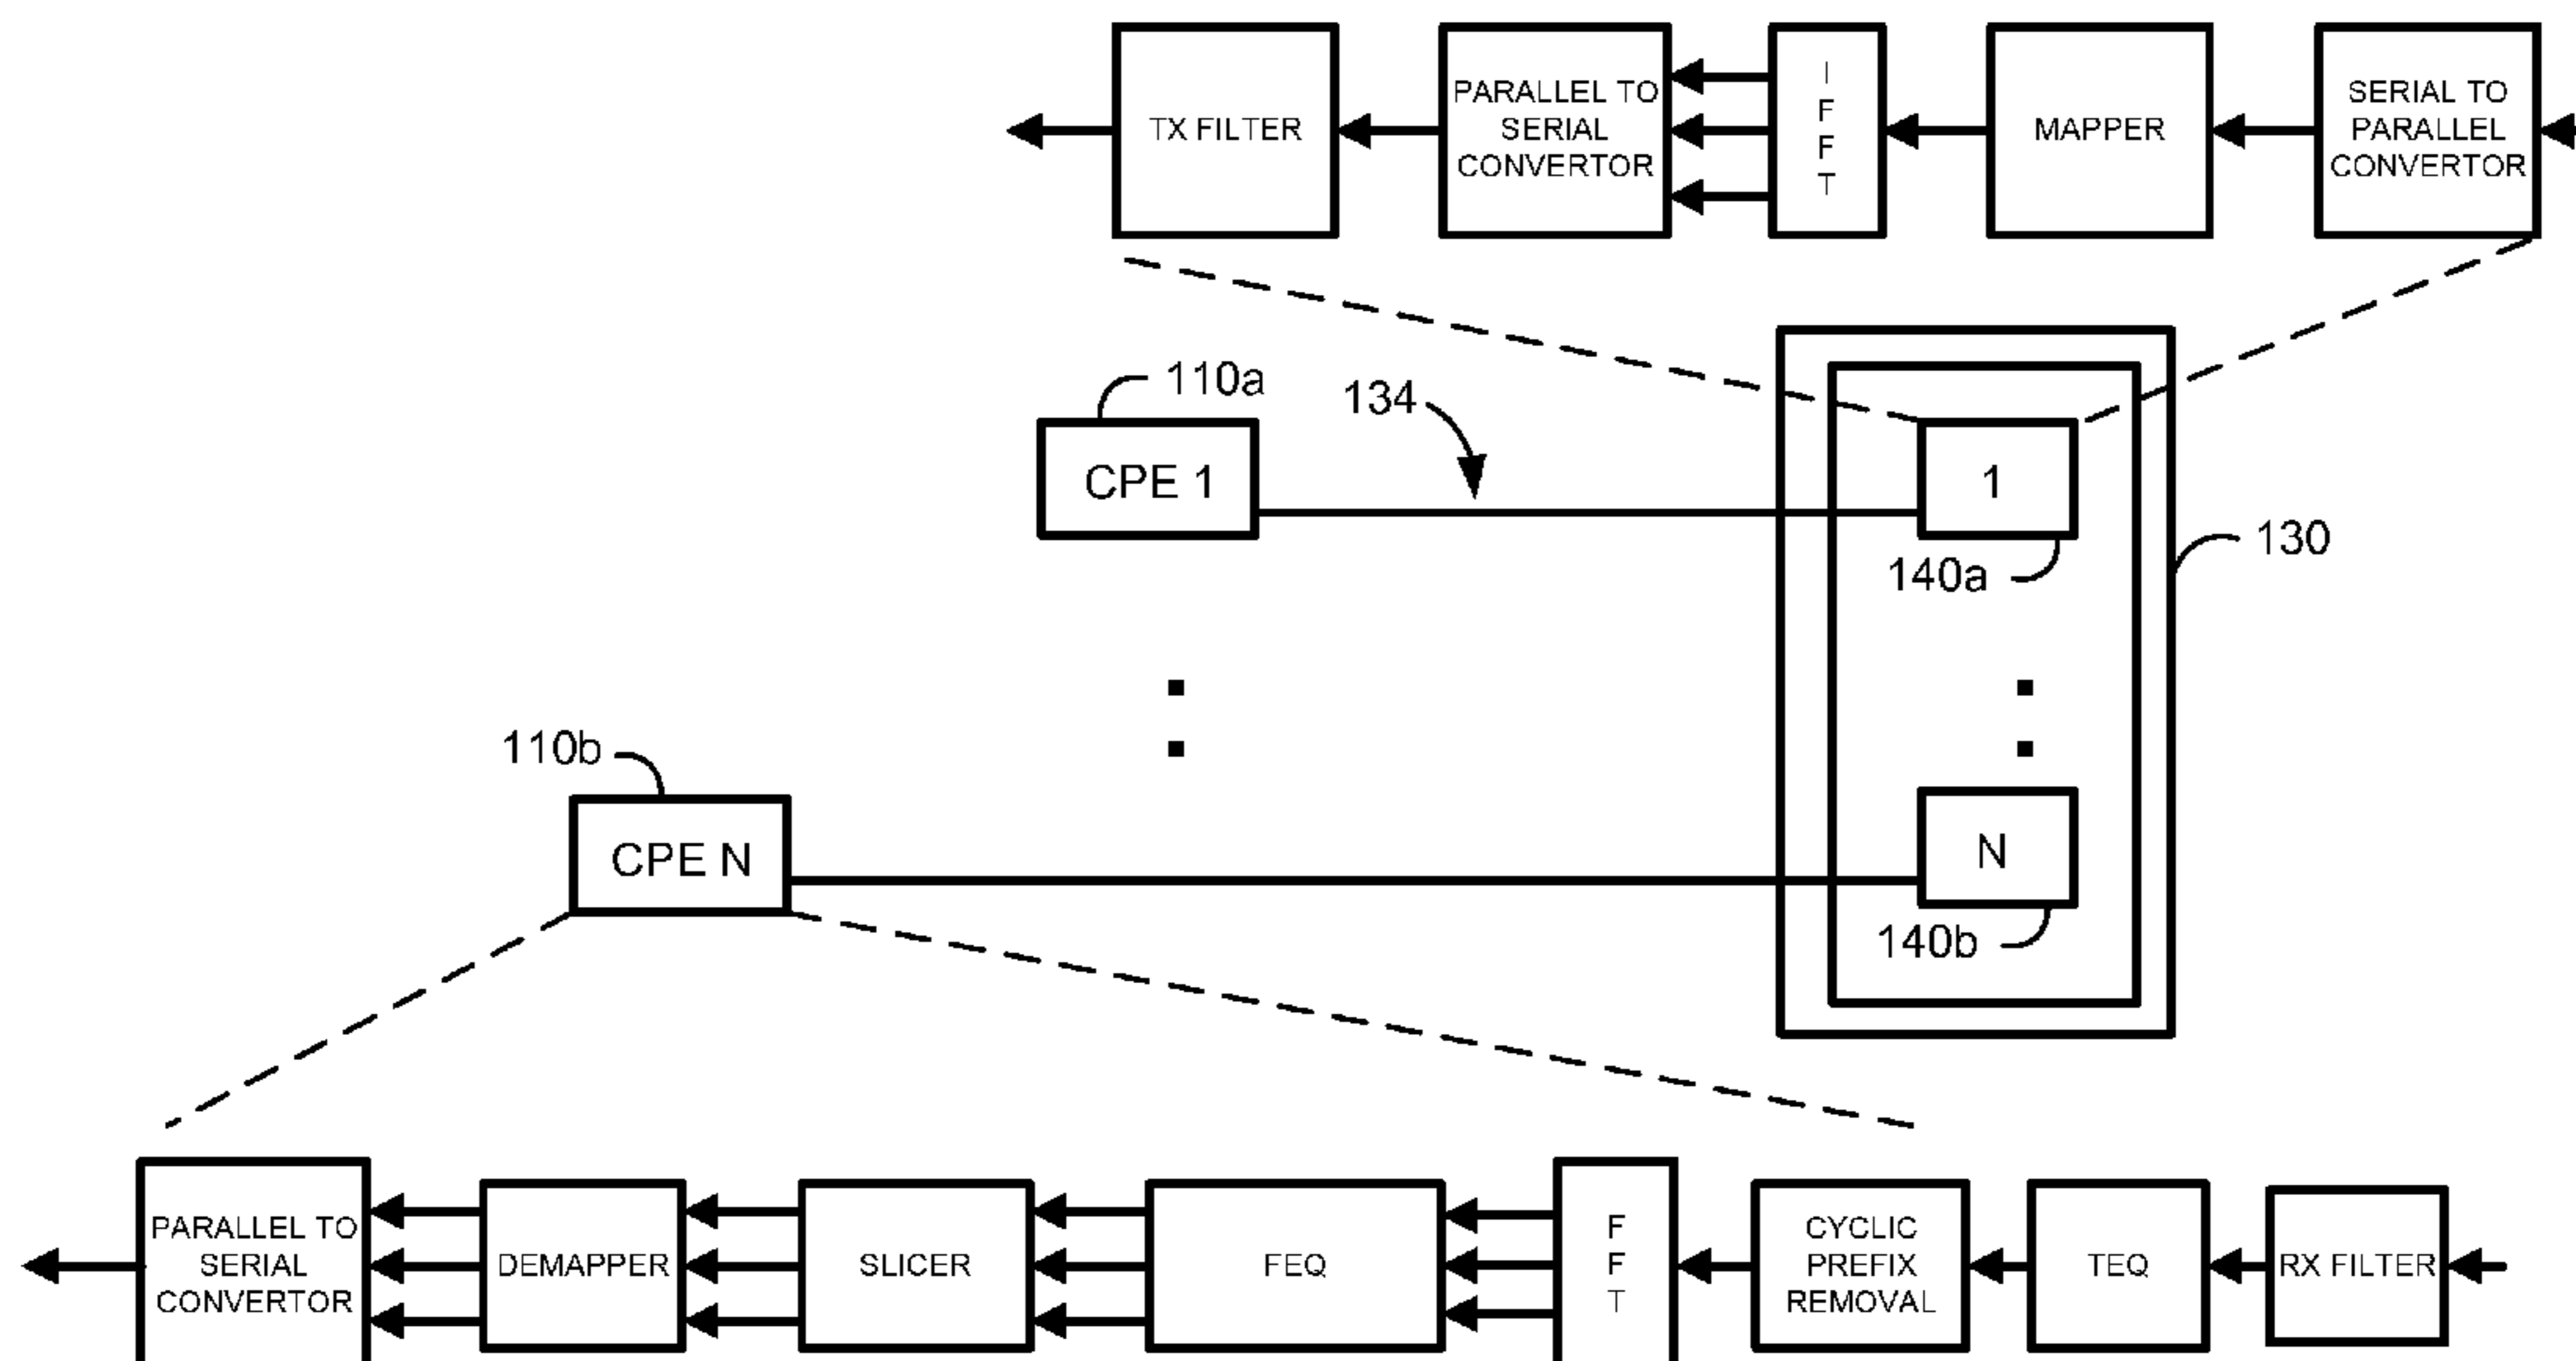 TX FILTER
PARALLEL TO
SERIAL
CONVERTOR
I
F
F
T
MAPPER
SERIAL TO
PARALLEL
CONVERTOR
110a
134
CPE 1
1
130
140a
110b
CPE N
N
140b
PARALLEL TO
SERIAL
CONVERTOR
DEMAPPER
SLICER
FEQ
F
F
T
CYCLIC
PREFIX
REMOVAL
TEQ
RX FILTER